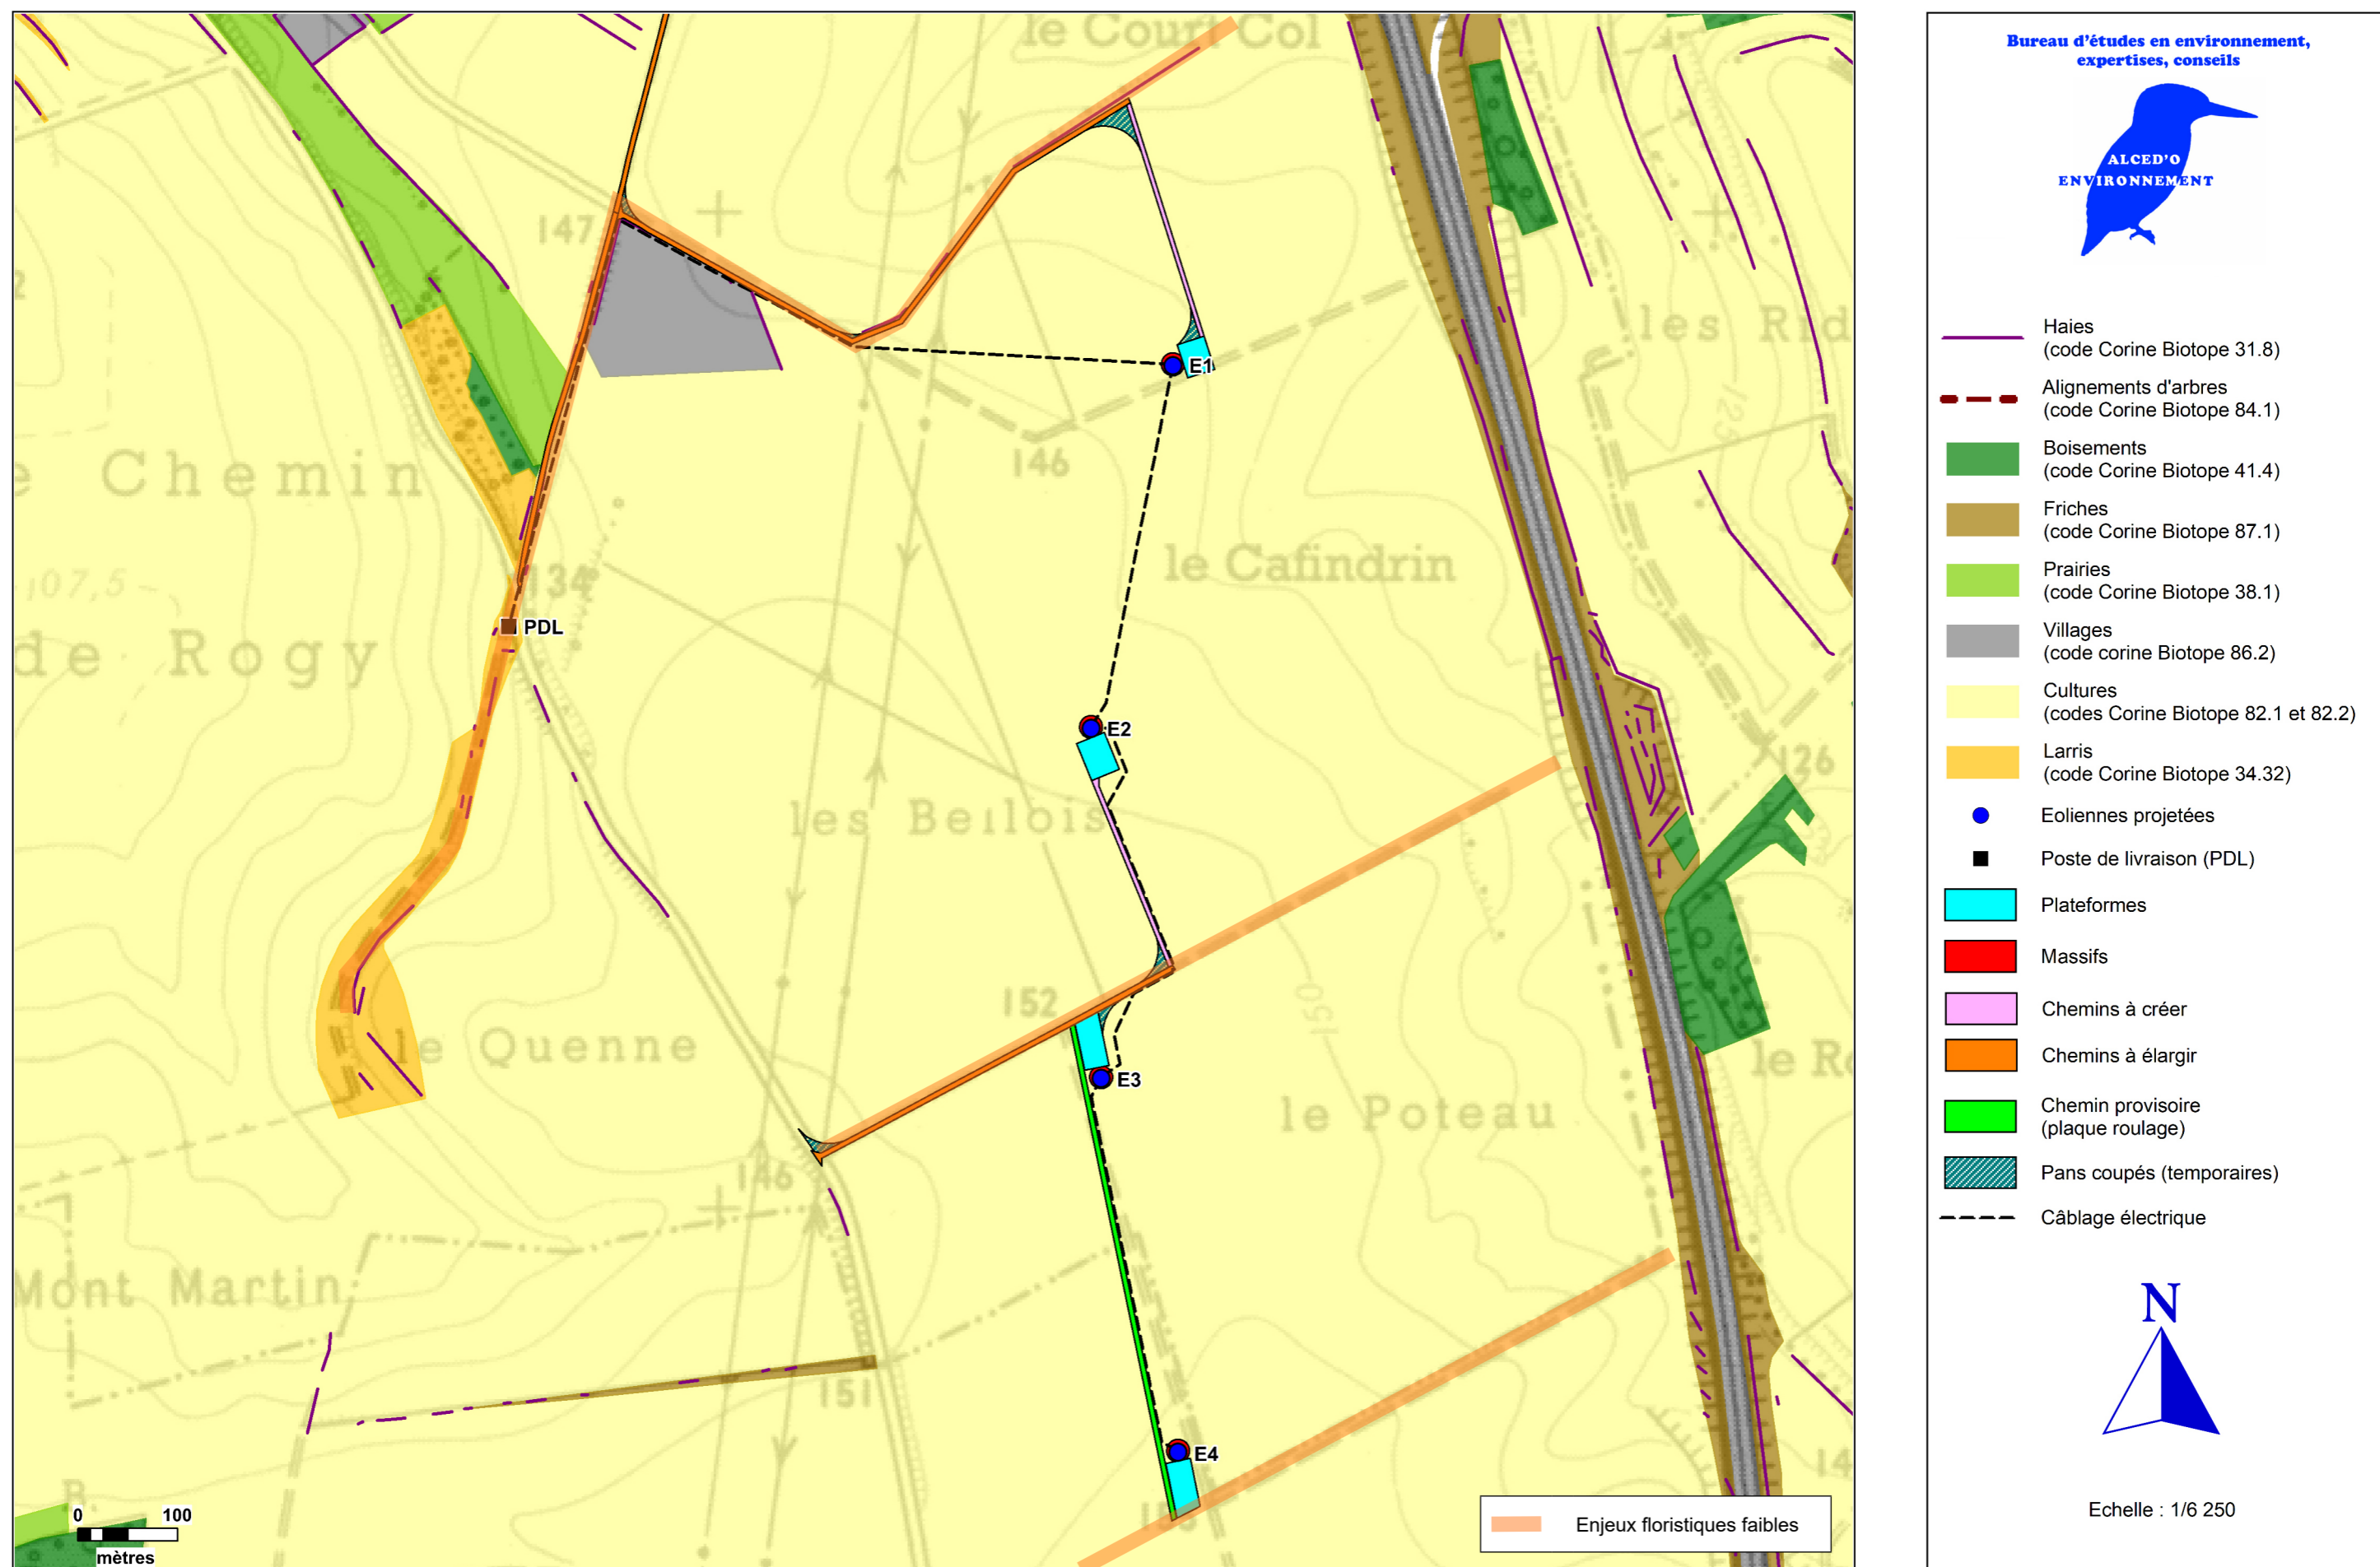 le Court Col
147
les Rid
125
146
Chemin
le Cafindrin
107,5
134
PDL
de Rogy
E1
E2
126
les Beilois
152
150
le Quenne
E3
le Poteau
le Ro
146
Mont Martin
151
E4
14
B.
0 100
mètres
Enjeux floristiques faibles
Bureau d'études en environnement,
expertises, conseils
ALCED'O
ENVIRONNEMENT
Haies
(code Corine Biotope 31.8)
Alignements d'arbres
(code Corine Biotope 84.1)
Boisements
(code Corine Biotope 41.4)
Friches
(code Corine Biotope 87.1)
Prairies
(code Corine Biotope 38.1)
Villages
(code corine Biotope 86.2)
Cultures
(codes Corine Biotope 82.1 et 82.2)
Larris
(code Corine Biotope 34.32)
Eoliennes projetées
Poste de livraison (PDL)
Plateformes
Massifs
Chemins à créer
Chemins à élargir
Chemin provisoire
(plaque roulage)
Pans coupés (temporaires)
Câblage électrique
N
Echelle : 1/6 250